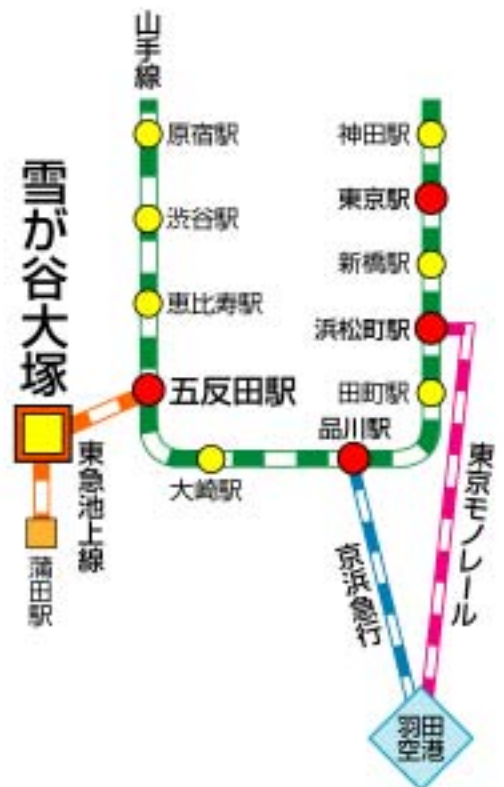 山手線
原宿駅
渋谷駅
恵比寿駅
五反田駅
大崎駅
品川駅
田町駅
浜松町駅
新橋駅
東京駅
神田駅
雪が谷大塚
東急池上線
蒲田駅
京浜急行
東京モノレール
羽田
空港